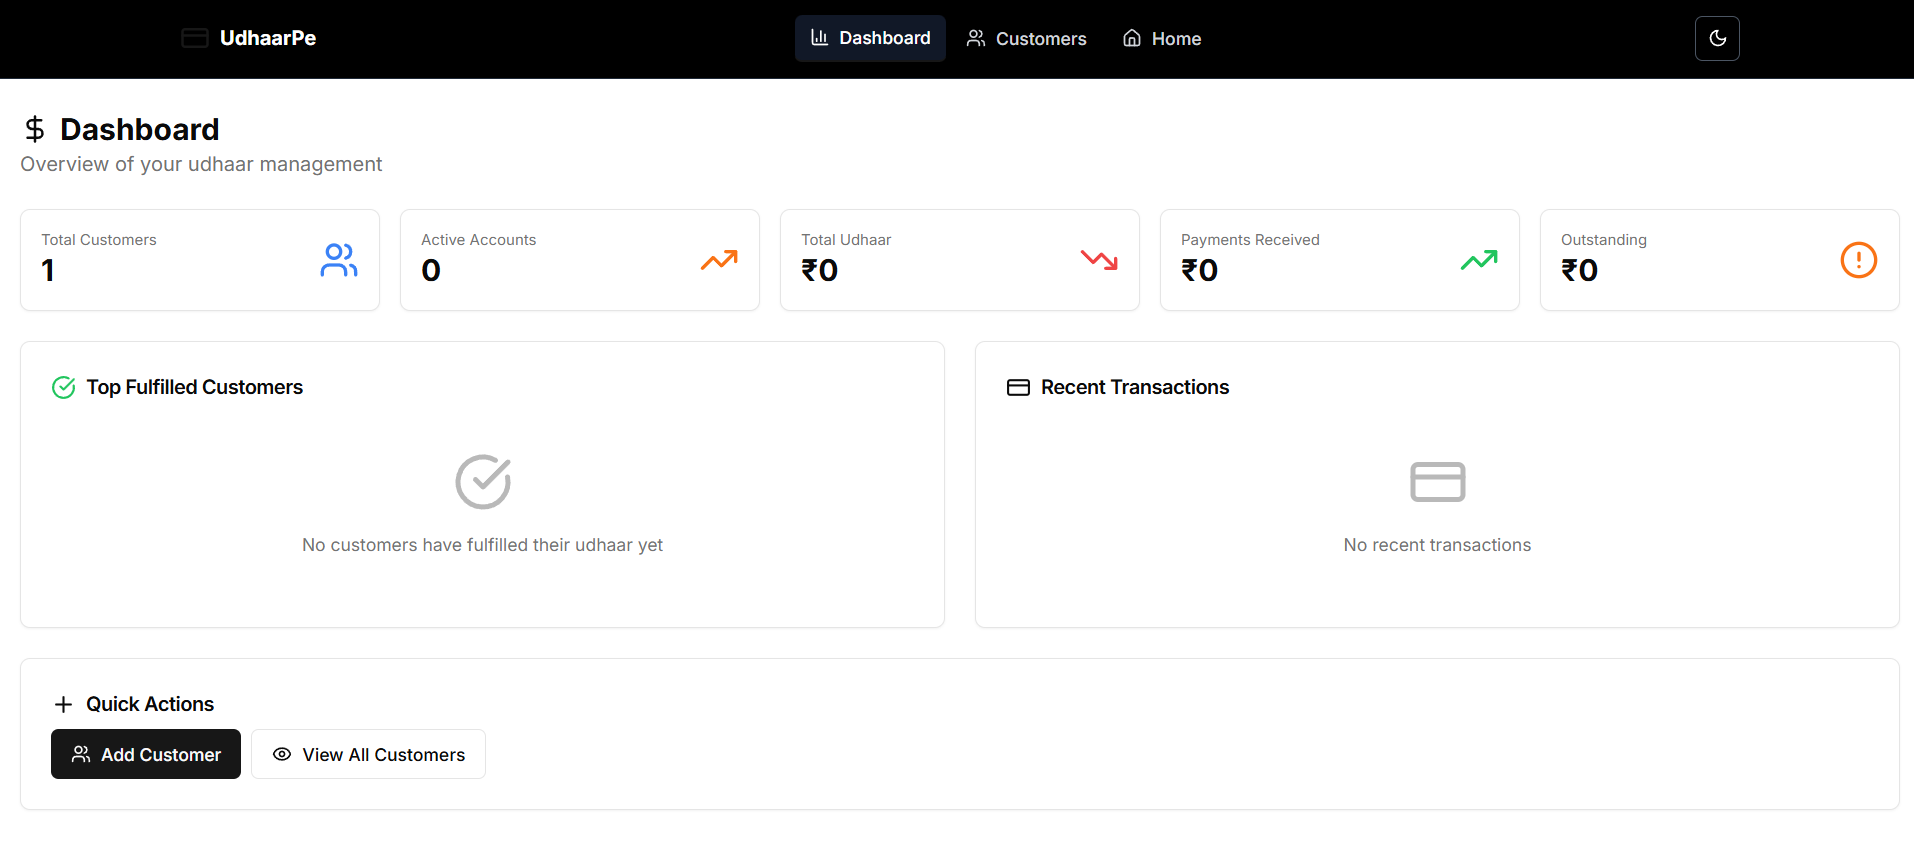 UdhaarPe
Dashboard
Customers
Home
Dashboard
Overview of your udhaar management
Total Customers
1
Active Accounts
0
Total Udhaar
₹0
Payments Received
₹0
Outstanding
₹0
Top Fulfilled Customers
No customers have fulfilled their udhaar yet
Recent Transactions
No recent transactions
Quick Actions
Add Customer
View All Customers